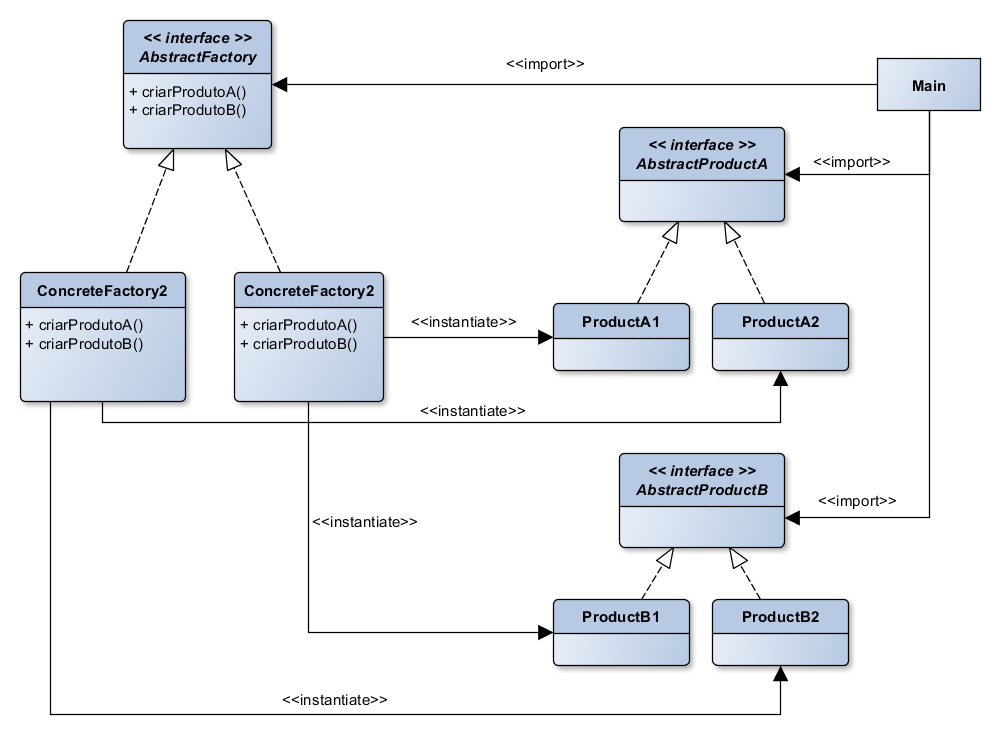 << interface >>
AbstractFactory
+ criarProdutoA()
+ criarProdutoB()
<<import>>
Main
<< interface >>
AbstractProductA
<<import>>
ConcreteFactory2
+ criarProdutoA()
+ criarProdutoB()
ConcreteFactory2
+ criarProdutoA()
+ criarProdutoB()
<<instantiate>>
ProductA1
ProductA2
<<instantiate>>
<< interface >>
AbstractProductB
<<import>>
<<instantiate>>
ProductB1
ProductB2
<<instantiate>>